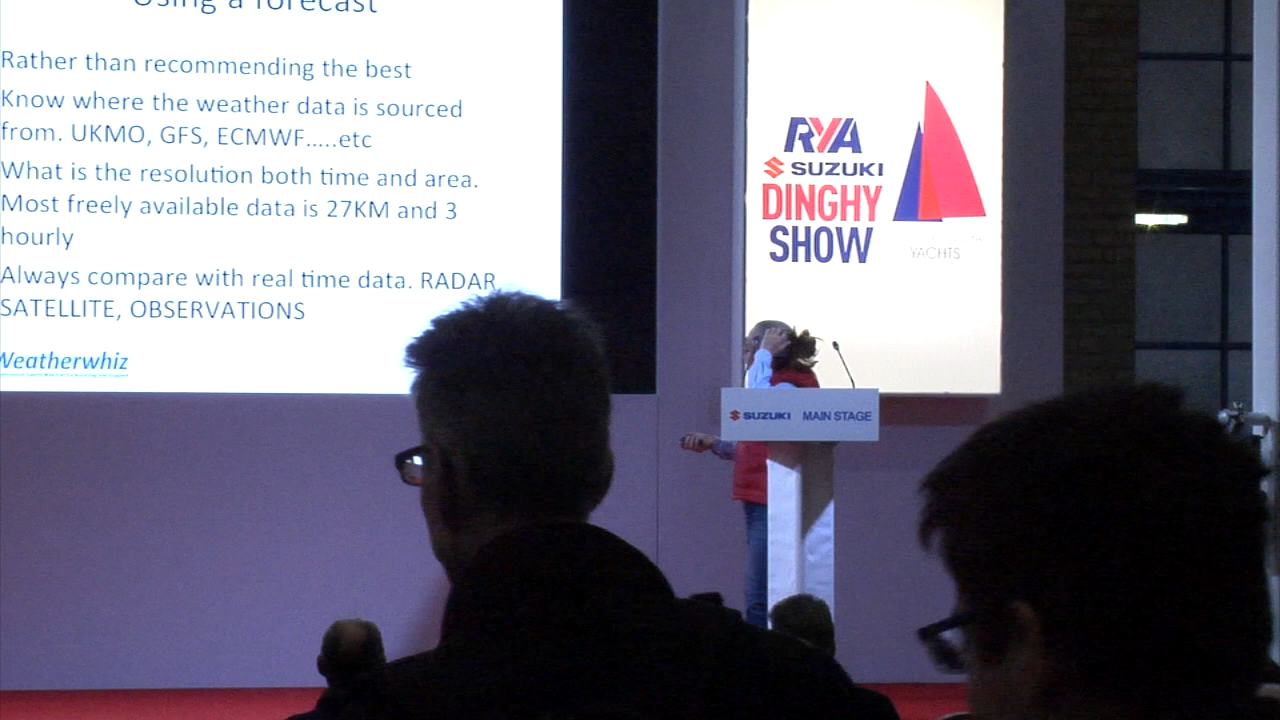 Using a forecast
Rather than recommending the best
Know where the weather data is sourced
from. UKMO, GFS, ECMWF.....etc
What is the resolution both time and area.
Most freely available data is 27KM and 3
hourly
Always compare with real time data. RADAR
SATELLITE, OBSERVATIONS
Weatherwhiz
RYA
SUZUKI
DINGHY
SHOW
YACHTS
SUZUKI MAIN STAGE